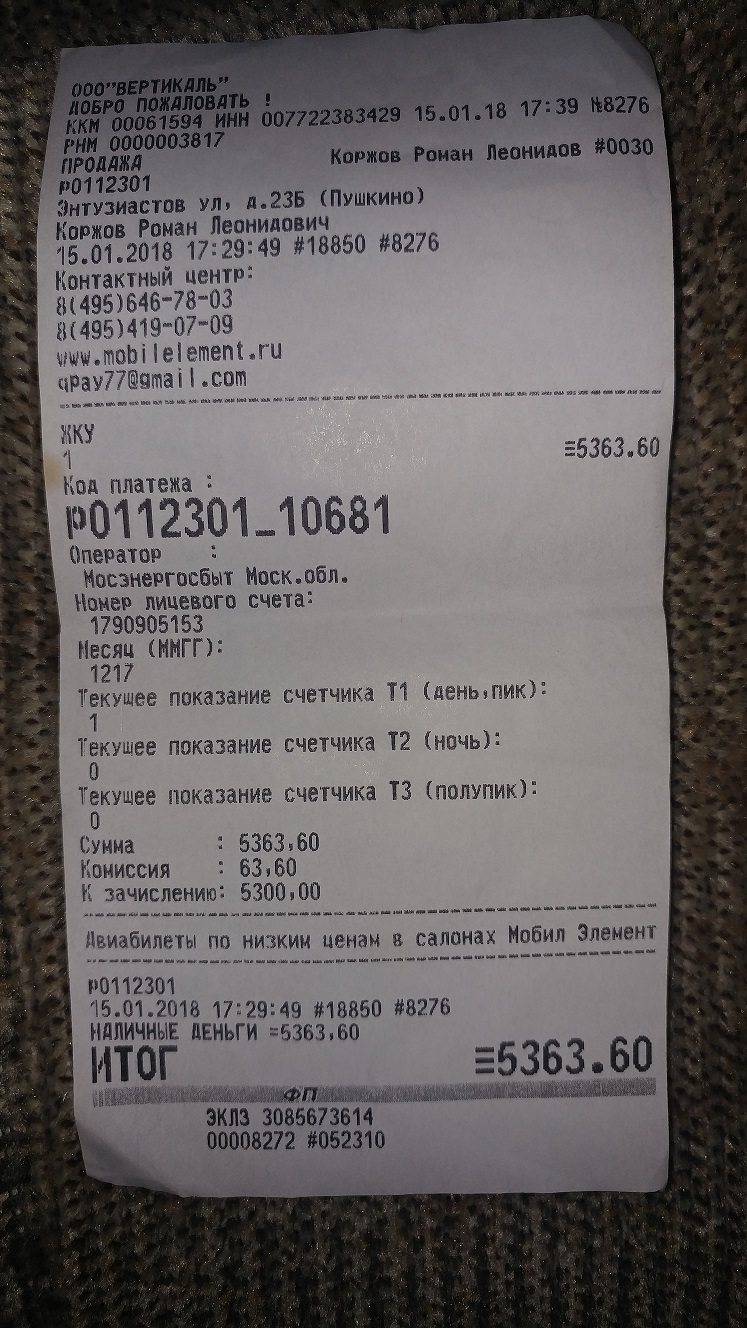 ООО"ВЕРТИКАЛЬ"
ДОБРО ПОЖАЛОВАТЬ !
ККМ 00061594 ИНН 007722383429 15.01.18 17:39 №8276
РНМ 0000003817
ПРОДАЖА Коржов Роман Леонидов #0030
p0112301
Энтузиастов ул, д.23Б (Пушкино)
Коржов Роман Леонидович
15.01.2018 17:29:49 #18850 #8276
Контактный центр:
8(495)646-78-03
8(495)419-07-09
www.mobilelement.ru
qPay77@gmail.com
ЖКУ
1 ≡5363.60
Код платежа :
p0112301_10681
Оператор :
Мосэнергосбыт Моск.обл.
Номер лицевого счета:
1790905153
Месяц (ММГГ):
1217
Текущее показание счетчика Т1 (день,пик):
1
Текущее показание счетчика Т2 (ночь):
0
Текущее показание счетчика Т3 (полупик):
0
Сумма : 5363,60
Комиссия : 63,60
К зачислению: 5300,00
Авиабилеты по низким ценам в салонах Мобил Элемент
p0112301
15.01.2018 17:29:49 #18850 #8276
НАЛИЧНЫЕ ДЕНЬГИ =5363,60
ИТОГ ≡5363.60
ФП
ЭКЛЗ 3085673614
00008272 #052310